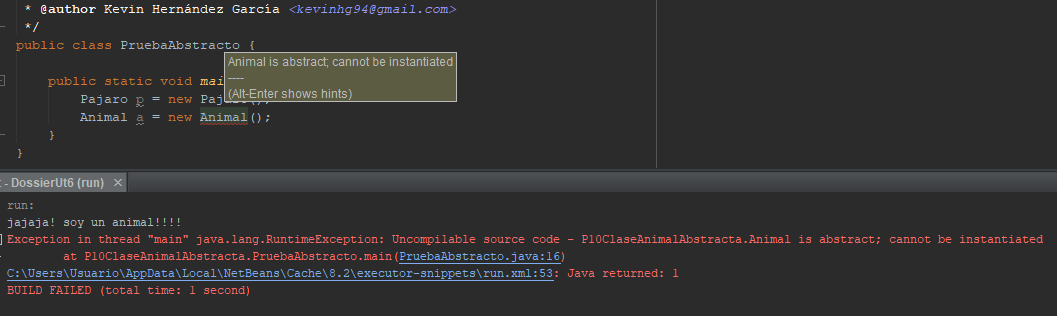 * @author Kevin Hernández García <kevinhg94@gmail.com>
*/
public class PruebaAbstracto {
Animal is abstract; cannot be instantiated
----
(Alt-Enter shows hints)
public static void mai
Pajaro p = new Pajaro();
Animal a = new Animal();
}
}
- DossierUt6 (run) ×
run:
jajaja! soy un animal!!!!
Exception in thread "main" java.lang.RuntimeException: Uncompilable source code - P10ClaseAnimalAbstracta.Animal is abstract; cannot be instantiated
at P10ClaseAnimalAbstracta.PruebaAbstracto.main(PruebaAbstracto.java:16)
C:\Users\Usuario\AppData\Local\NetBeans\Cache\8.2\executor-snippets\run.xml:53: Java returned: 1
BUILD FAILED (total time: 1 second)